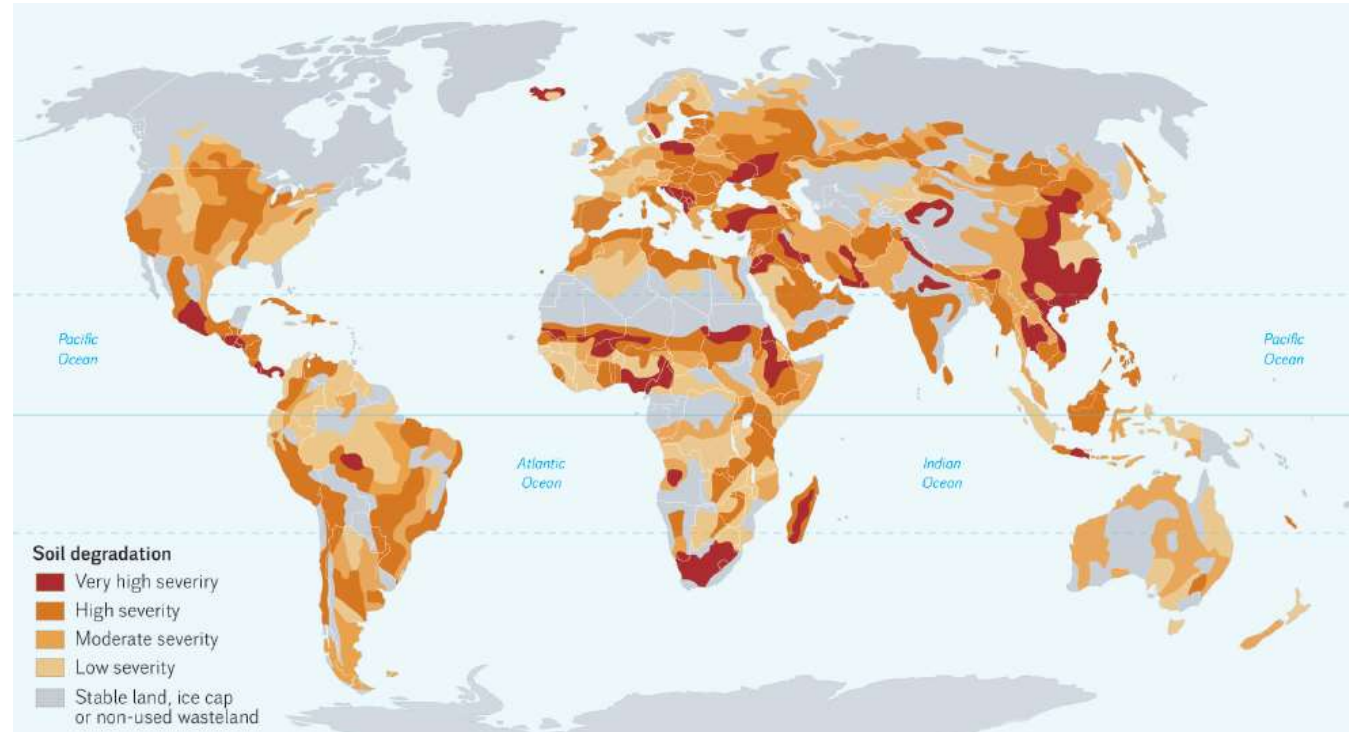 Pacific
Ocean
Pacific
Ocean
Atlantic
Ocean
Indian
Ocean
Soil degradation
Very high severiry
High severity
Moderate severity
Low severity
Stable land, ice cap
or non-used wasteland